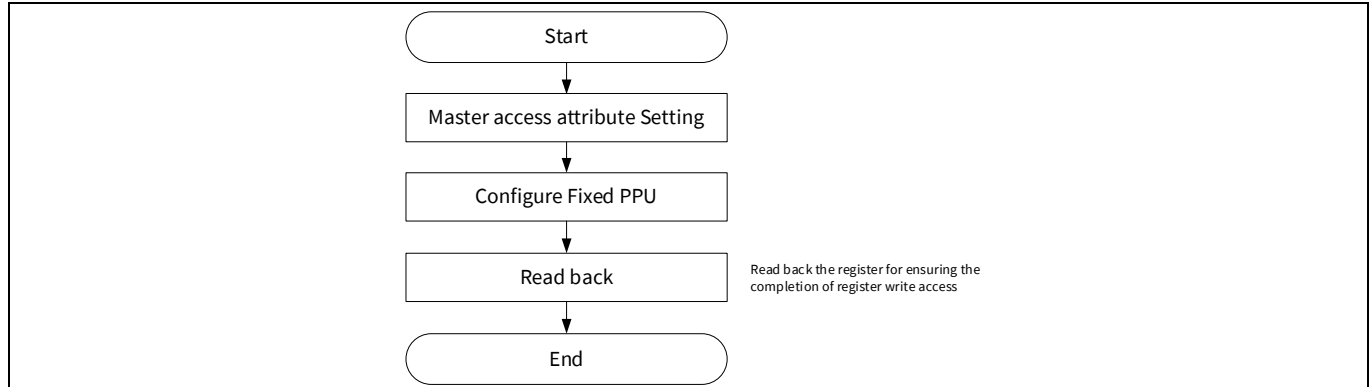 Start
Master access attribute Setting
Configure Fixed PPU
Read back
Read back the register for ensuring the
completion of register write access
End